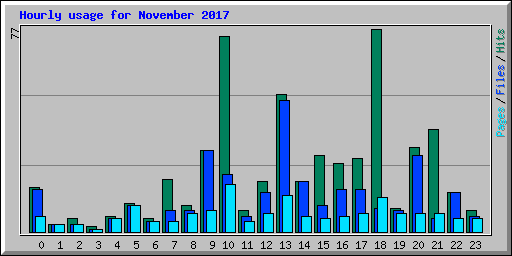 Hourly usage for November 2017
77
Pages/Files/Hits
0 1 2 3 4 5 6 7 8 9 10 11 12 13 14 15 16 17 18 19 20 21 22 23